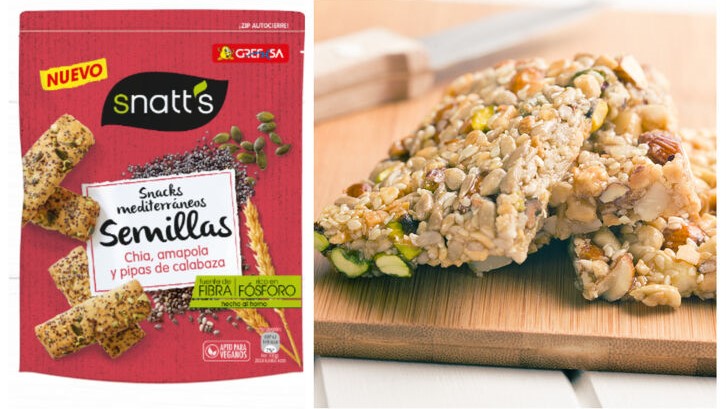 ¡ZIP AUTOCIERRE!
GREFUSA
NUEVO
snatt's
Snacks
mediterráneos
Semillas
Chía, amapola
y pipas de calabaza
fuente de rico en
FIBRA FÓSFORO
hecho al horno
APTO PARA
VEGANOS